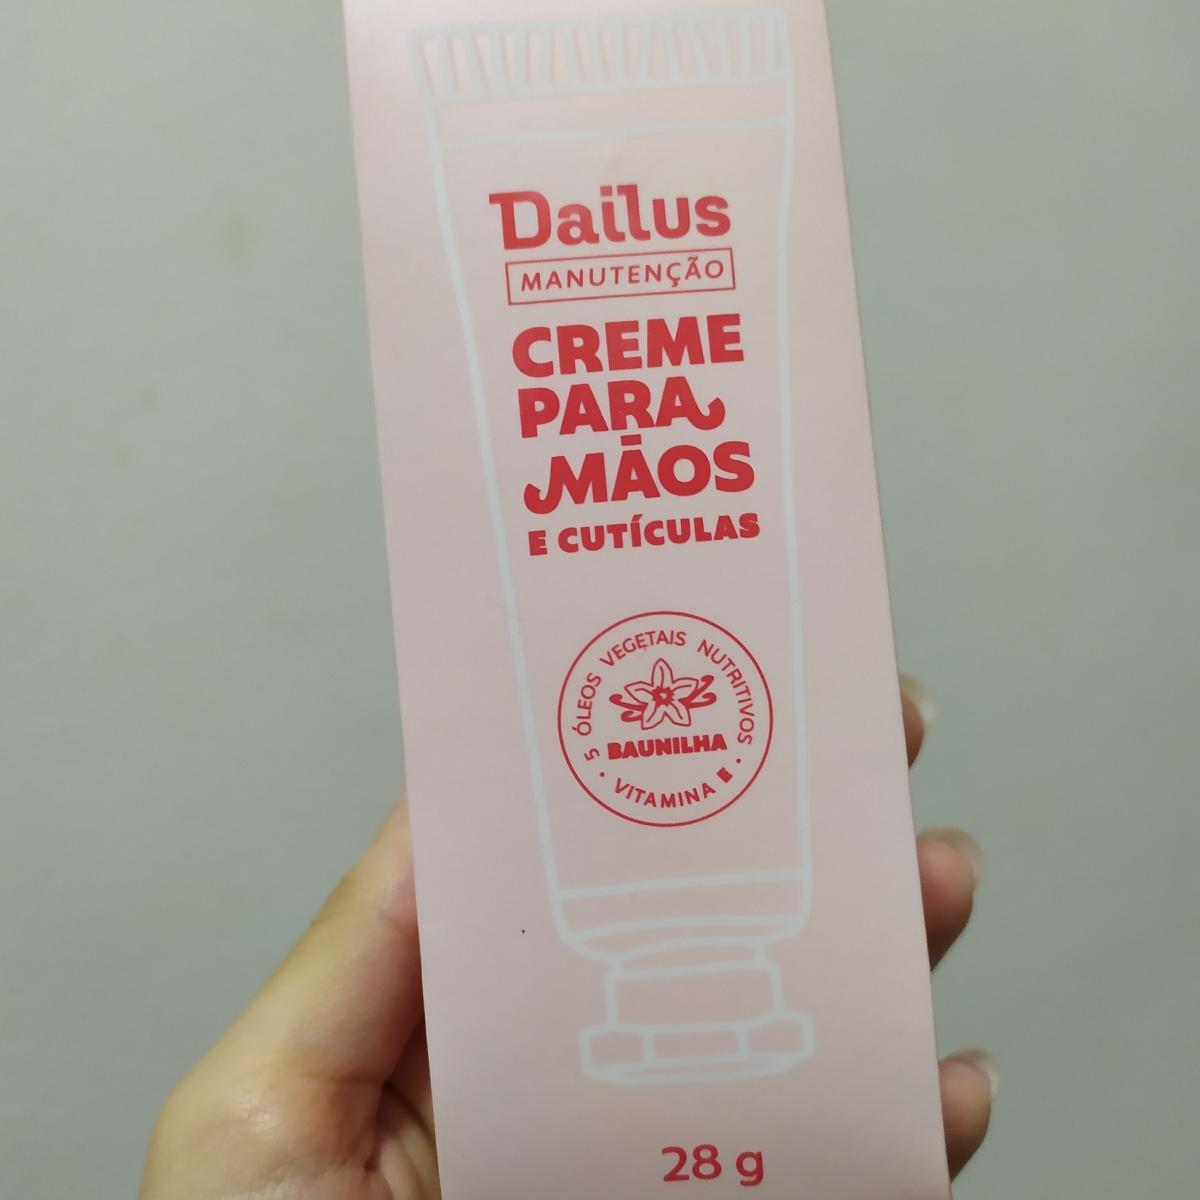 Dailus
MANUTENÇÃO
CREME
PARA
MÃOS
E CUTÍCULAS
5 ÓLEOS VEGETAIS NUTRITIVOS
BAUNILHA
• VITAMINA E •
28 g